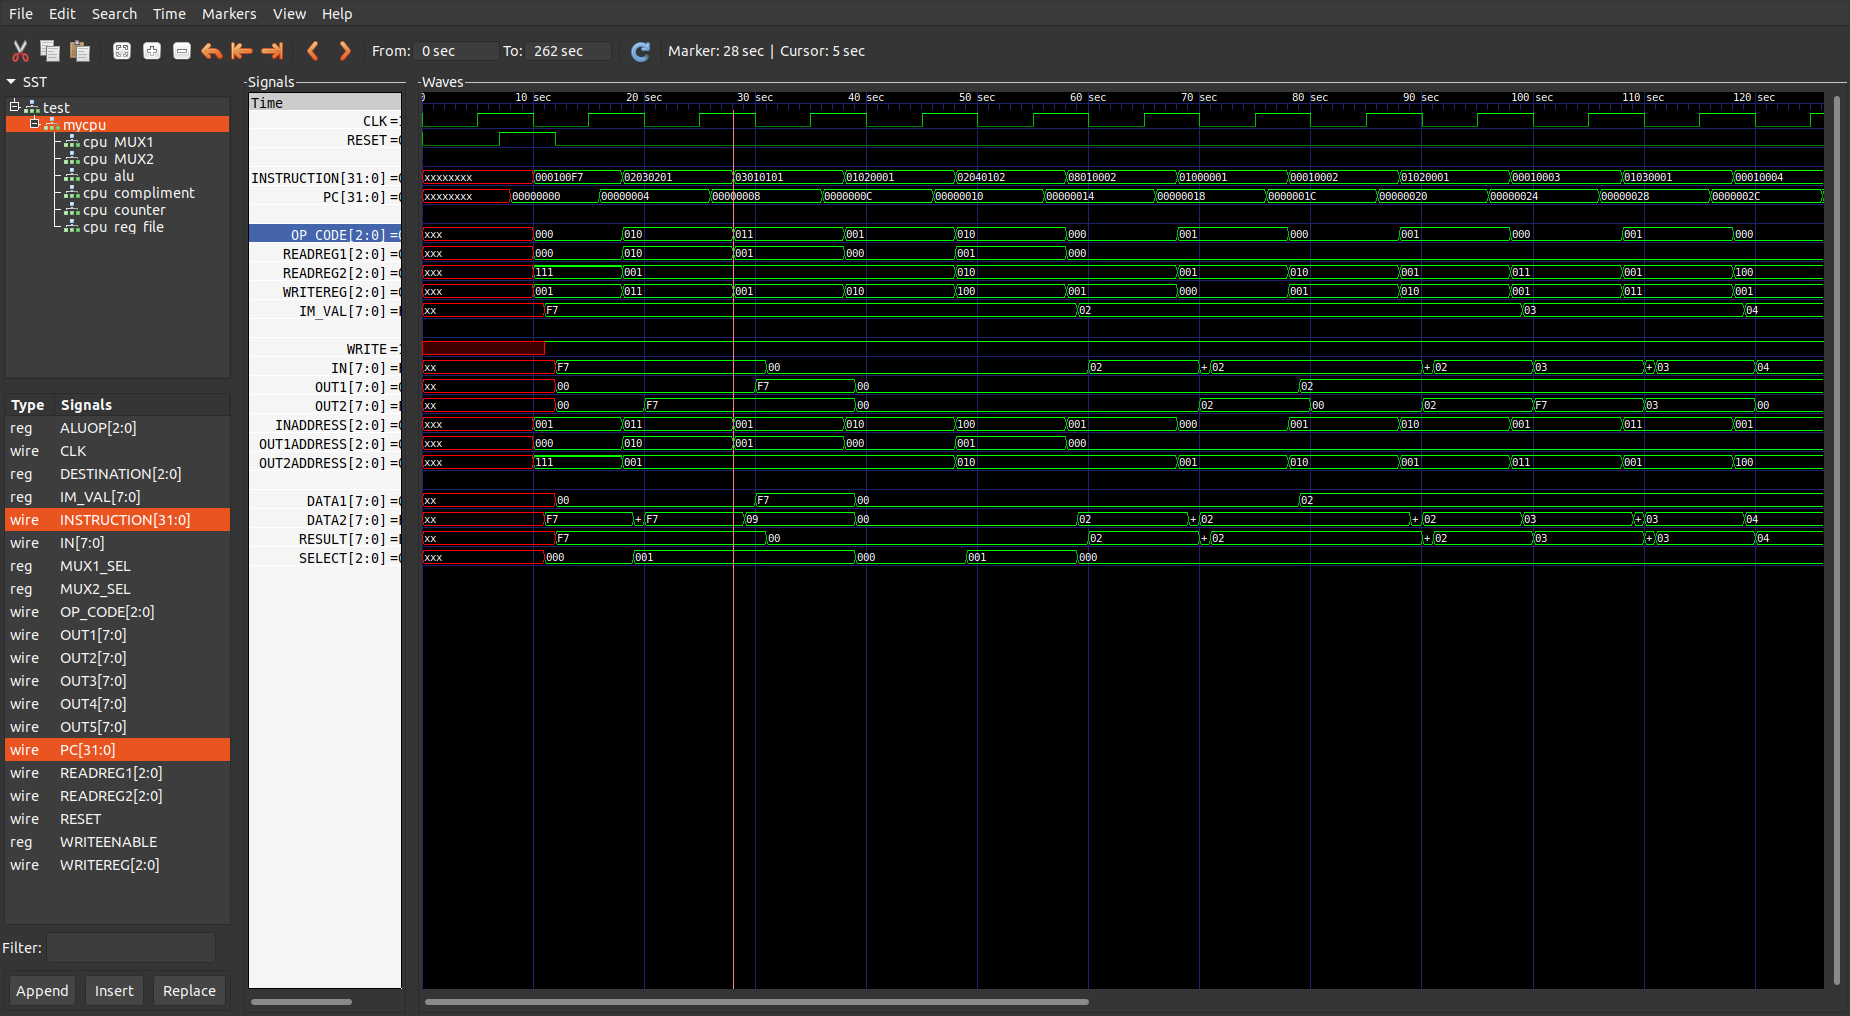 File Edit Search Time Markers View Help
From: 0 sec To: 262 sec Marker: 28 sec | Cursor: 5 sec
SST
test
mycpu
cpu_MUX1
cpu_MUX2
cpu_alu
cpu_compliment
cpu_counter
cpu_reg_file
Type Signals
reg ALUOP[2:0]
wire CLK
reg DESTINATION[2:0]
reg IM_VAL[7:0]
wire INSTRUCTION[31:0]
wire IN[7:0]
reg MUX1_SEL
reg MUX2_SEL
wire OP_CODE[2:0]
wire OUT1[7:0]
wire OUT2[7:0]
wire OUT3[7:0]
wire OUT4[7:0]
wire OUT5[7:0]
wire PC[31:0]
wire READREG1[2:0]
wire READREG2[2:0]
wire RESET
reg WRITEENABLE
wire WRITEREG[2:0]
Filter:
Append Insert Replace
Signals
Waves
Time 0 10 sec 20 sec 30 sec 40 sec 50 sec 60 sec 70 sec 80 sec 90 sec 100 sec 110 sec 120 sec
CLK =
RESET =
INSTRUCTION[31:0] = xxxxxxxx 000100F7 02030201 03010101 01020001 02040102 08010002 01000001 00010002 01020001 00010003 01030001 00010004
PC[31:0] = xxxxxxxx 00000000 00000004 00000008 0000000C 00000010 00000014 00000018 0000001C 00000020 00000024 00000028 0000002C
OP_CODE[2:0] = xxx 000 010 011 001 010 000 001 000 001 000 001 000
READREG1[2:0] = xxx 000 010 001 000 001 000
READREG2[2:0] = xxx 111 001 010 001 010 001 011 001 100
WRITEREG[2:0] = xxx 001 011 001 010 100 001 000 001 010 001 011 001
IM_VAL[7:0] = xx F7 02 03 04
WRITE =
IN[7:0] = xx F7 00 02 + 02 + 02 03 + 03 04
OUT1[7:0] = xx 00 F7 00 02
OUT2[7:0] = xx 00 F7 00 02 00 02 F7 03 00
INADDRESS[2:0] = xxx 001 011 001 010 100 001 000 001 010 001 011 001
OUT1ADDRESS[2:0] = xxx 000 010 001 000 001 000
OUT2ADDRESS[2:0] = xxx 111 001 010 001 010 001 011 001 100
DATA1[7:0] = xx 00 F7 00 02
DATA2[7:0] = xx F7 + F7 09 00 02 + 02 + 02 03 + 03 04
RESULT[7:0] = xx F7 00 02 + 02 + 02 03 + 03 04
SELECT[2:0] = xxx 000 001 000 001 000